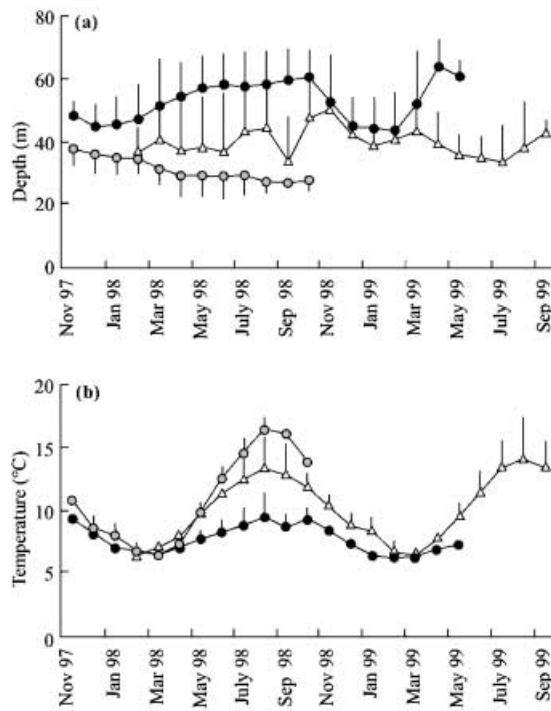 (a)
80
60
40
20
0
Depth (m)
Nov 97
Jan 98
Mar 98
May 98
July 98
Sep 98
Nov 98
Jan 99
Mar 99
May 99
July 99
Sep 99
(b)
20
15
10
5
0
Temperature (°C)
Nov 97
Jan 98
Mar 98
May 98
July 98
Sep 98
Nov 98
Jan 99
Mar 99
May 99
July 99
Sep 99